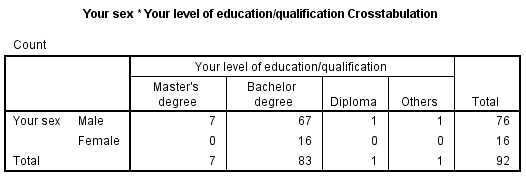 Your sex * Your level of education/qualification Crosstabulation
Count
Your level of education/qualification
Master's degree Bachelor degree Diploma Others Total
Your sex Male 7 67 1 1 76
Female 0 16 0 0 16
Total 7 83 1 1 92